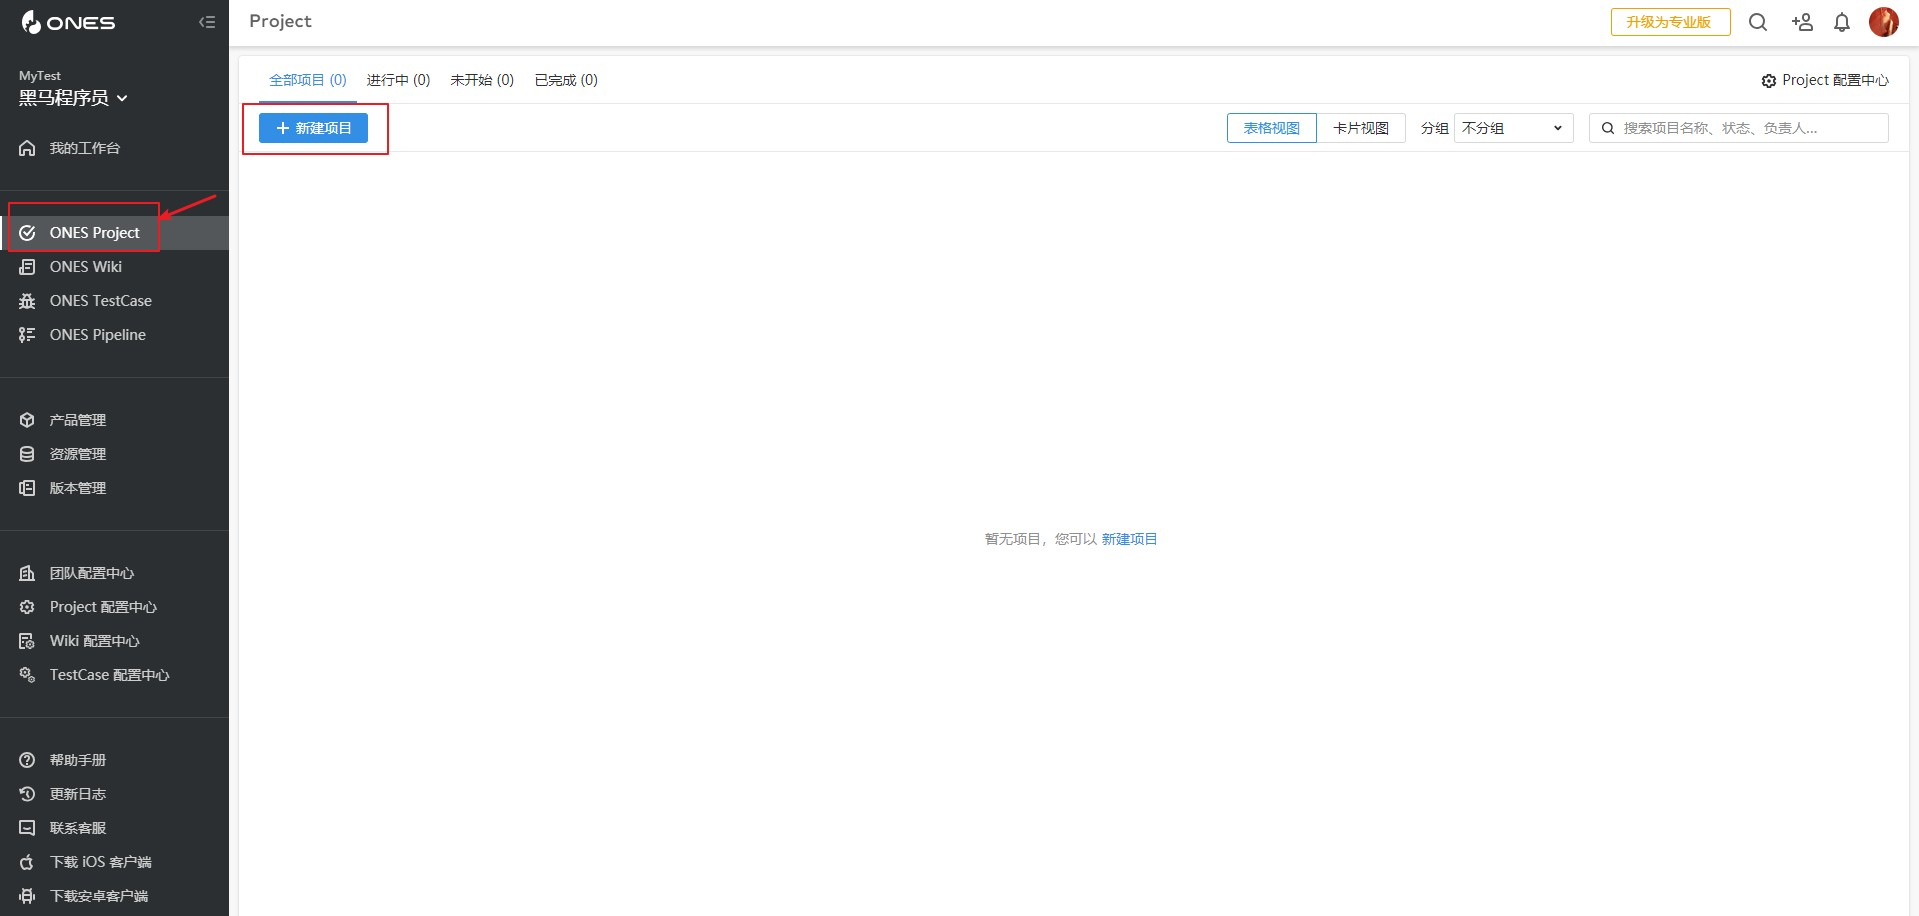 ONES
MyTest
黑马程序员
我的工作台
ONES Project
ONES Wiki
ONES TestCase
ONES Pipeline
产品管理
资源管理
版本管理
团队配置中心
Project 配置中心
Wiki 配置中心
TestCase 配置中心
帮助手册
更新日志
联系客服
下载 iOS 客户端
下载安卓客户端
Project
升级为专业版
全部项目 (0) 进行中 (0) 未开始 (0) 已完成 (0)
Project 配置中心
新建项目
表格视图 卡片视图 分组 不分组 搜索项目名称、状态、负责人...
暂无项目，您可以 新建项目